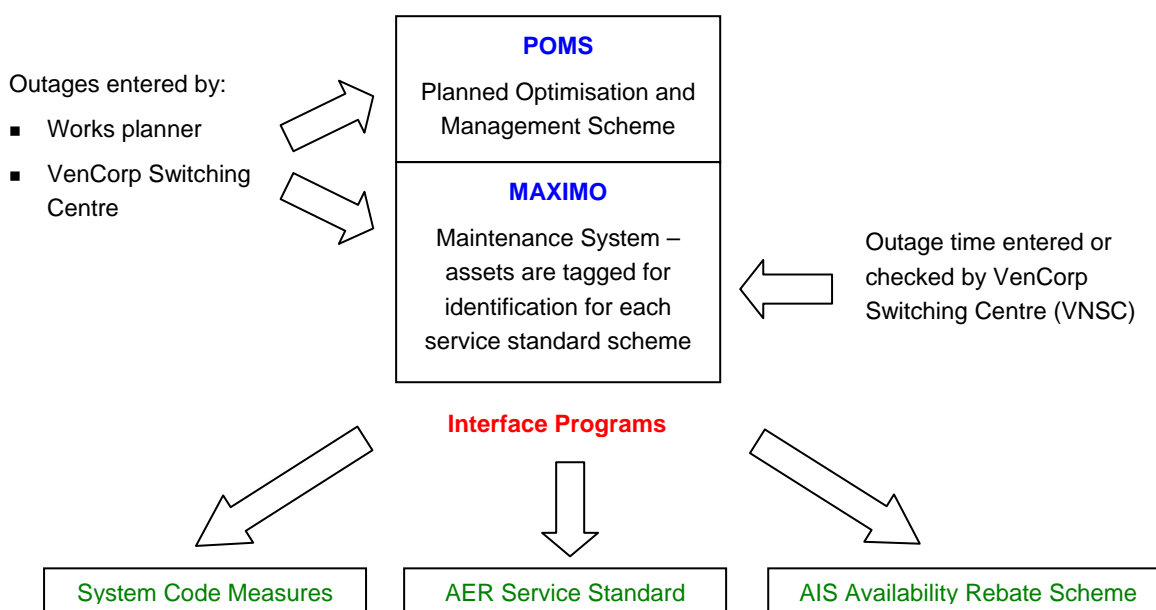 POMS
Planned Optimisation and
Management Scheme
Outages entered by:
■ Works planner
■ VenCorp Switching
Centre
MAXIMO
Maintenance System –
assets are tagged for
identification for each
service standard scheme
Outage time entered or
checked by VenCorp
Switching Centre (VNSC)
Interface Programs
System Code Measures
AER Service Standard
AIS Availability Rebate Scheme